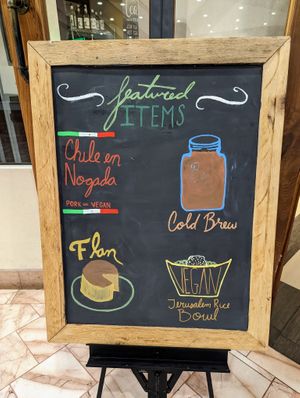 featured
ITEMS
Chile en
Nogada
PORK OR VEGAN
Cold Brew
Flan
VEGAN
Jerusalem Rice
Bowl